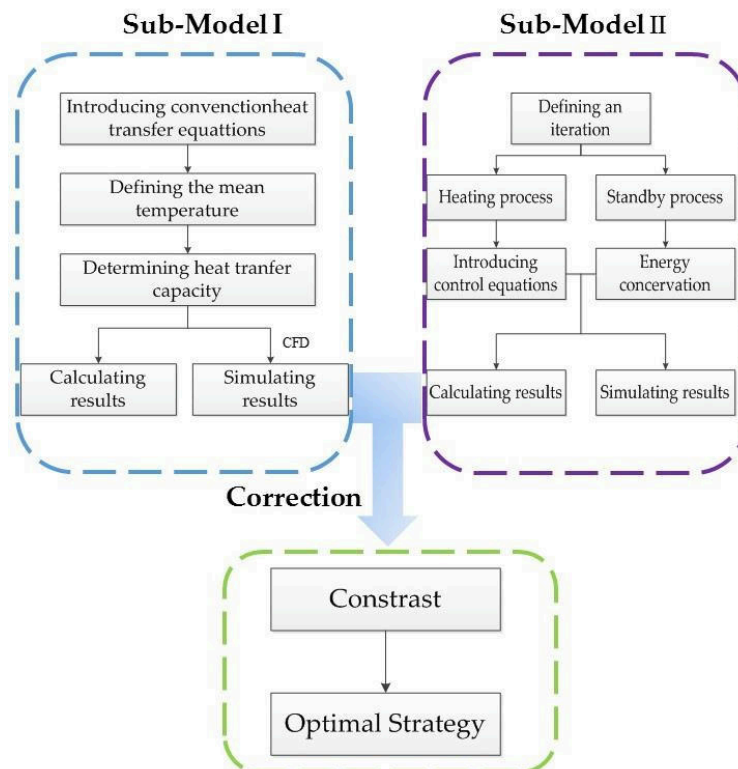 Sub-Model I
Introducing convenctionheat
transfer equattions
Defining the mean
temperature
Determining heat tranfer
capacity
CFD
Calculating
results
Simulating
results
Sub-Model II
Defining an
iteration
Heating process
Standby process
Introducing
control equations
Energy
concervation
Calculating results
Simulating results
Correction
Constrast
Optimal Strategy